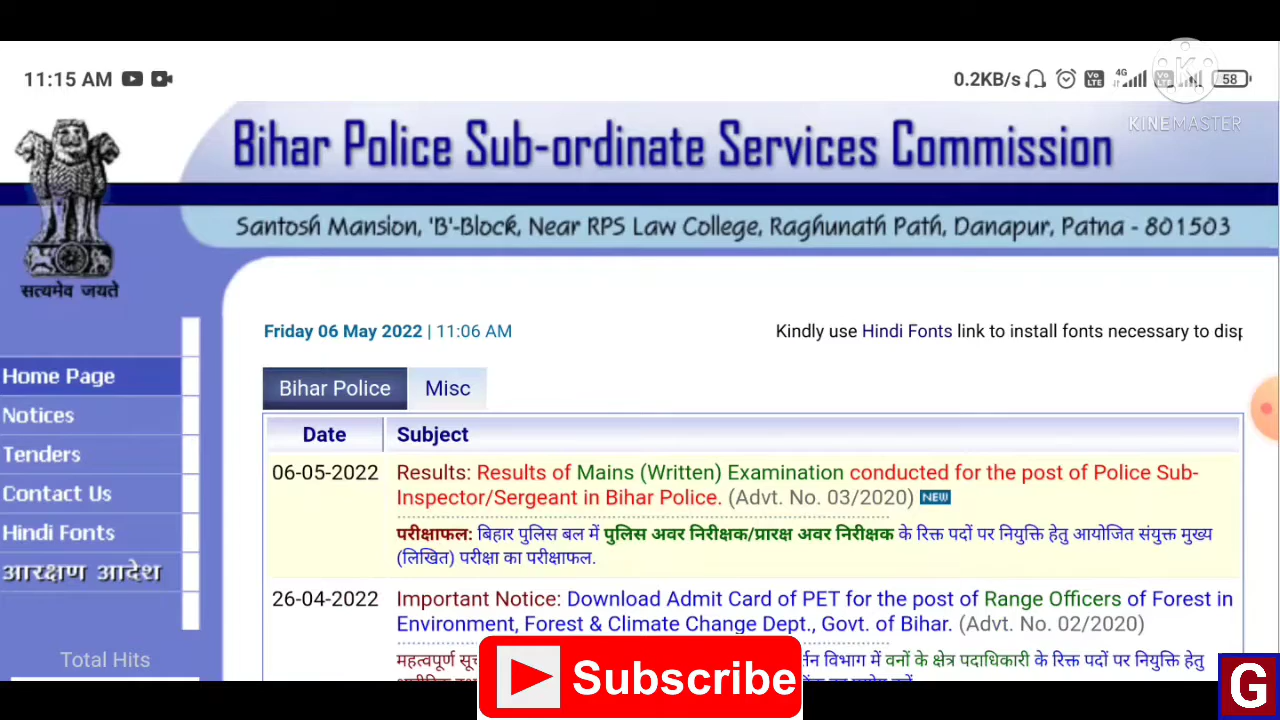 11:15 AM
0.2KB/s
4G
Vo LTE
58
KINEMASTER
Bihar Police Sub-ordinate Services Commission
Santosh Mansion, 'B'-Block, Near RPS Law College, Raghunath Path, Danapur, Patna - 801503
सत्यमेव जयते
Friday 06 May 2022 | 11:06 AM
Kindly use Hindi Fonts link to install fonts necessary to disp
Home Page
Notices
Tenders
Contact Us
Hindi Fonts
आरक्षण आदेश
Total Hits
Bihar Police Misc
Date Subject
06-05-2022 Results: Results of Mains (Written) Examination conducted for the post of Police Sub-
Inspector/Sergeant in Bihar Police. (Advt. No. 03/2020) NEW
परीक्षाफल: बिहार पुलिस बल में पुलिस अवर निरीक्षक/प्रारक्ष अवर निरीक्षक के रिक्त पदों पर नियुक्ति हेतु आयोजित संयुक्त मुख्य
(लिखित) परीक्षा का परीक्षाफल.
26-04-2022 Important Notice: Download Admit Card of PET for the post of Range Officers of Forest in
Environment, Forest & Climate Change Dept., Govt. of Bihar. (Advt. No. 02/2020)
महत्वपूर्ण विभाग में वनों के क्षेत्र पदाधिकारी के रिक्त पदों पर नियुक्ति हेतु
Subscribe
G